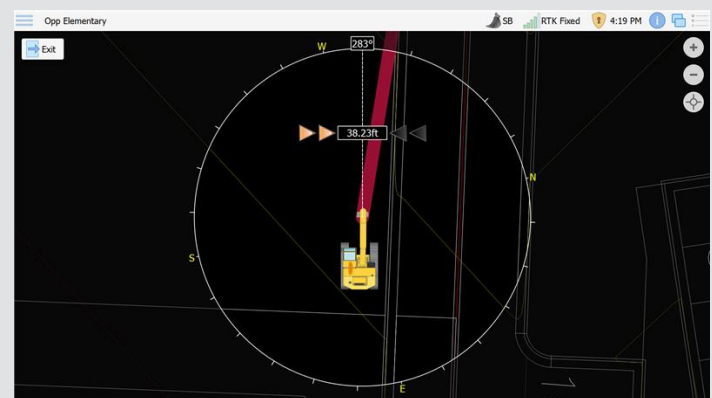 Opp Elementary
SB
RTK Fixed
4:19 PM
Exit
283°
W
38.23ft
N
S
E